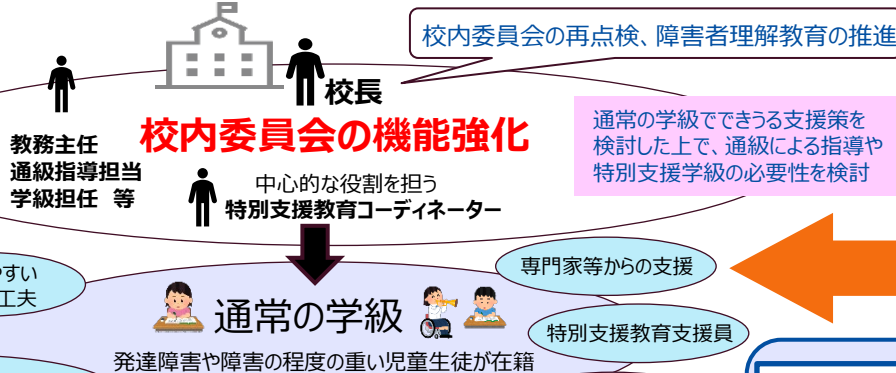 校内委員会の再点検、障害者理解教育の推進
校長
校内委員会の機能強化
教務主任
通級指導担当
学級担任 等
通常の学級でできうる支援策を
検討した上で、通級による指導や
特別支援学級の必要性を検討
中心的な役割を担う
特別支援教育コーディネーター
やすい
工夫
専門家等からの支援
通常の学級
特別支援教育支援員
発達障害や障害の程度の重い児童生徒が在籍